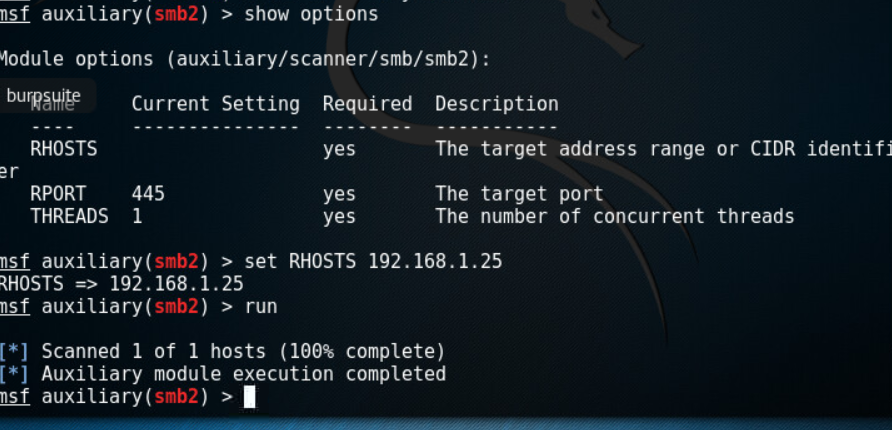 msf auxiliary(smb2) > show options
Module options (auxiliary/scanner/smb/smb2):
burpsuite
Name Current Setting Required Description
---- --------------- -------- -----------
RHOSTS yes The target address range or CIDR identifi
er
RPORT 445 yes The target port
THREADS 1 yes The number of concurrent threads
msf auxiliary(smb2) > set RHOSTS 192.168.1.25
RHOSTS => 192.168.1.25
msf auxiliary(smb2) > run
[*] Scanned 1 of 1 hosts (100% complete)
[*] Auxiliary module execution completed
msf auxiliary(smb2) >